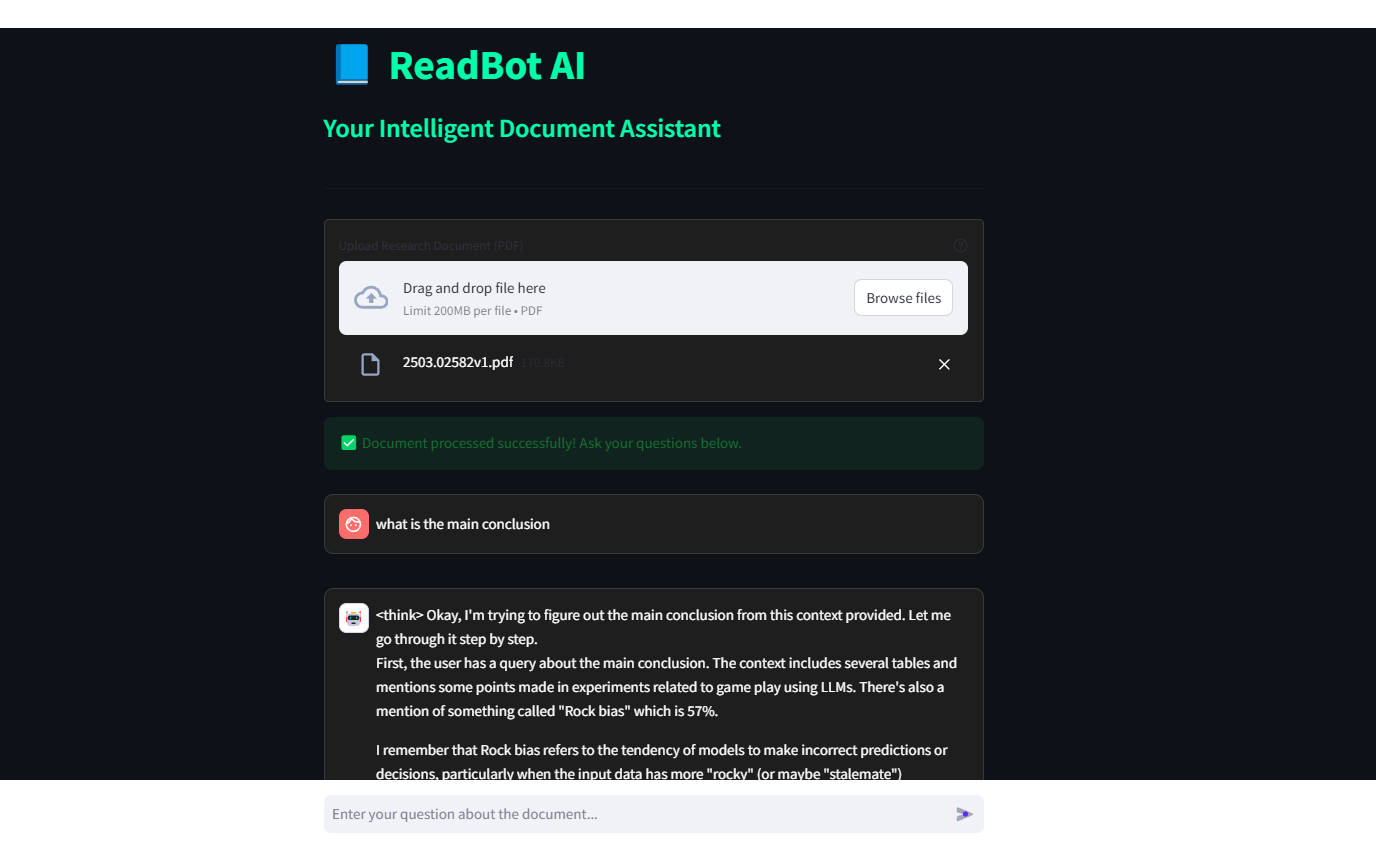 ReadBot AI
Your Intelligent Document Assistant
Upload Research Document (PDF)
Drag and drop file here
Limit 200MB per file • PDF
Browse files
2503.02582v1.pdf 170.8KB
Document processed successfully! Ask your questions below.
what is the main conclusion
<think> Okay, I'm trying to figure out the main conclusion from this context provided. Let me
go through it step by step.
First, the user has a query about the main conclusion. The context includes several tables and
mentions some points made in experiments related to game play using LLMs. There's also a
mention of something called "Rock bias" which is 57%.
I remember that Rock bias refers to the tendency of models to make incorrect predictions or
decisions, particularly when the input data has more "rocky" (or maybe "stalemate")
Enter your question about the document...